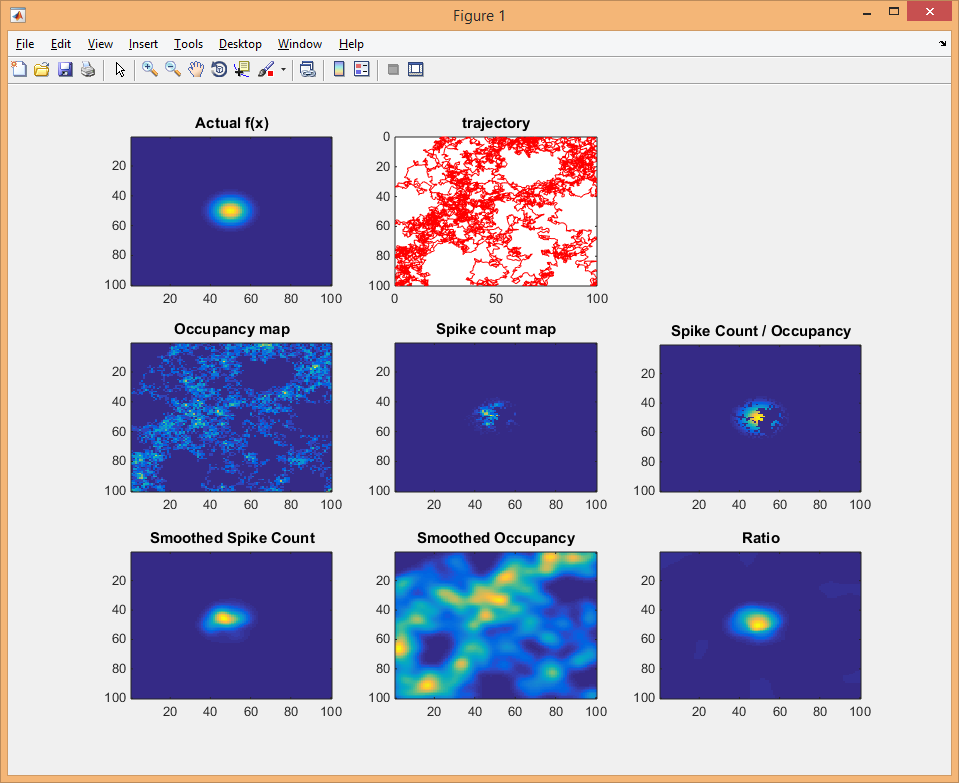 Figure 1
File Edit View Insert Tools Desktop Window Help
Actual f(x)
20
40
60
80
100
20 40 60 80 100
trajectory
0
20
40
60
80
100
0 50 100
Occupancy map
20
40
60
80
100
20 40 60 80 100
Spike count map
20
40
60
80
100
20 40 60 80 100
Spike Count / Occupancy
20
40
60
80
100
20 40 60 80 100
Smoothed Spike Count
20
40
60
80
100
20 40 60 80 100
Smoothed Occupancy
20
40
60
80
100
20 40 60 80 100
Ratio
20
40
60
80
100
20 40 60 80 100